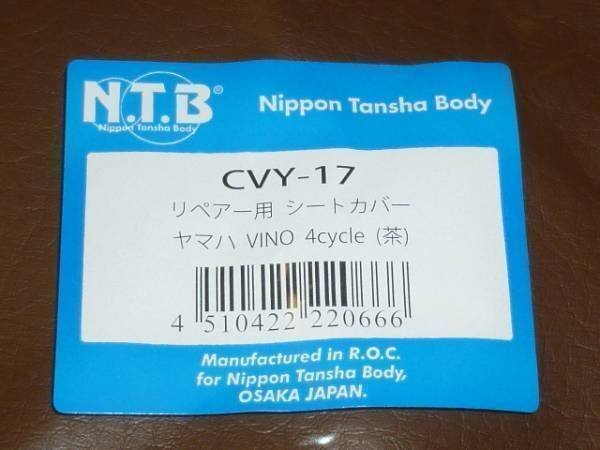 N.T.B®
Nippon Tansha Body
Nippon Tansha Body
CVY-17
リペアー用 シートカバー
ヤマハ VINO 4cycle (茶)
4 510422 220666
Manufactured in R.O.C.
for Nippon Tansha Body,
OSAKA JAPAN.